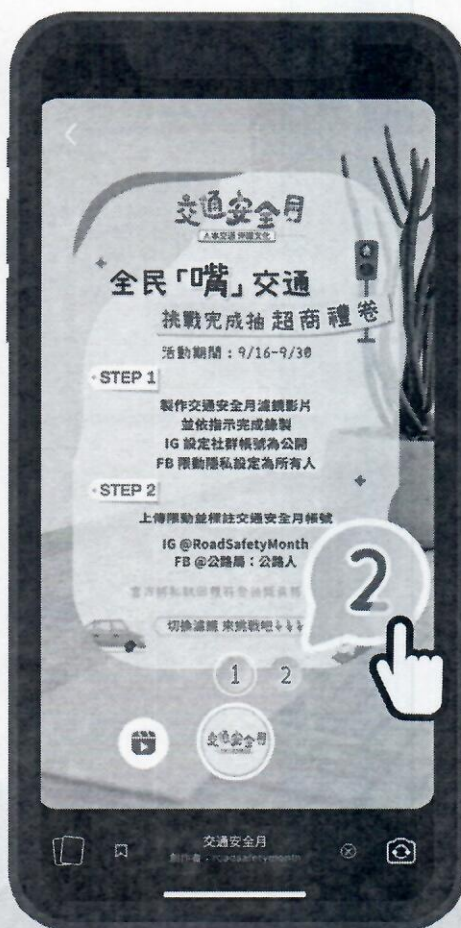 交通安全月
人本交通 停讓文化
全民「嘴」交通
挑戰完成抽 超商禮卷
活動期間：9/16-9/30
STEP 1
製作交通安全月濾鏡影片
並依指示完成錄製
IG 設定社群帳號為公開
FB 限動隱私設定為所有人
STEP 2
上傳限動並標註交通安全月帳號
IG @RoadSafetyMonth
FB @公路局：公路人
2
切換濾鏡 來挑戰吧↓↓↓
1 2
交通安全月
交通安全月
創作者：roadsafetymonth